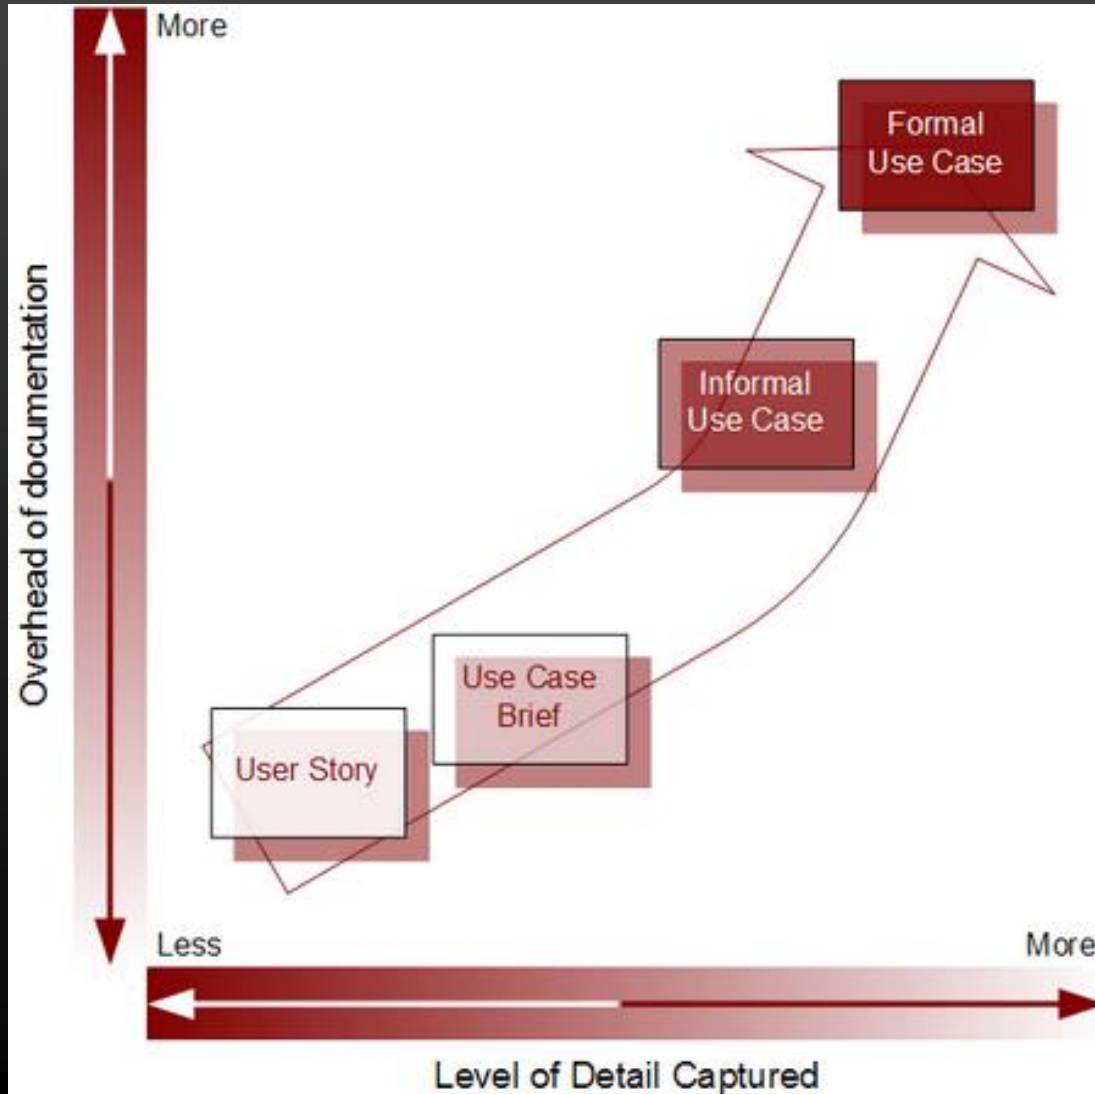 More
Formal
Use Case
Informal
Use Case
Overhead of documentation
Use Case
Brief
User Story
Less
More
Level of Detail Captured